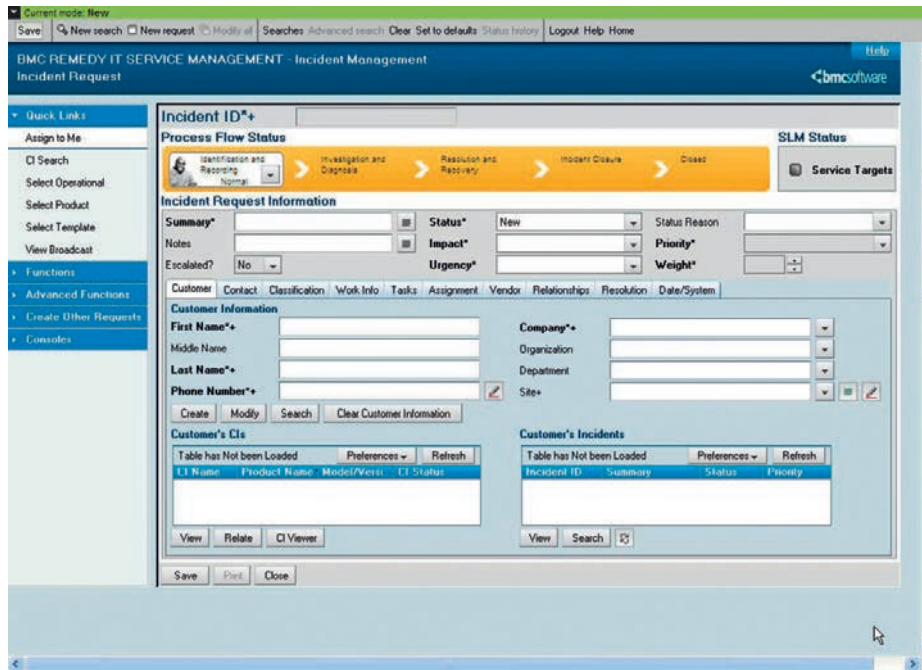 Current mode: New
Save New search New request Modify all Searches Advanced search Clear Set to defaults Status history Logout Help Home
Help
BMC REMEDY IT SERVICE MANAGEMENT - Incident Management
Incident Request
bmcsoftware
Quick Links
Assign to Me
CI Search
Select Operational
Select Product
Select Template
View Broadcast
Functions
Advanced Functions
Create Other Requests
Consoles
Incident ID*+
Process Flow Status
SLM Status
Identification and Recording Normal
Investigation and Diagnosis
Resolution and Recovery
Incident Closure
Closed
Service Targets
Incident Request Information
Summary* Status* New Status Reason
Notes Impact* Priority*
Escalated? No Urgency* Weight*
Customer Contact Classification Work Info Tasks Assignment Vendor Relationships Resolution Date/System
Customer Information
First Name*+ Company*+
Middle Name Organization
Last Name*+ Department
Phone Number*+ Site+
Create Modify Search Clear Customer Information
Customer's CIs Customer's Incidents
Table has Not been Loaded Preferences Refresh Table has Not been Loaded Preferences Refresh
CI Name Product Name Model/Versi CI Status Incident ID Summary Status Priority
View Relate CI Viewer View Search
Save Print Close